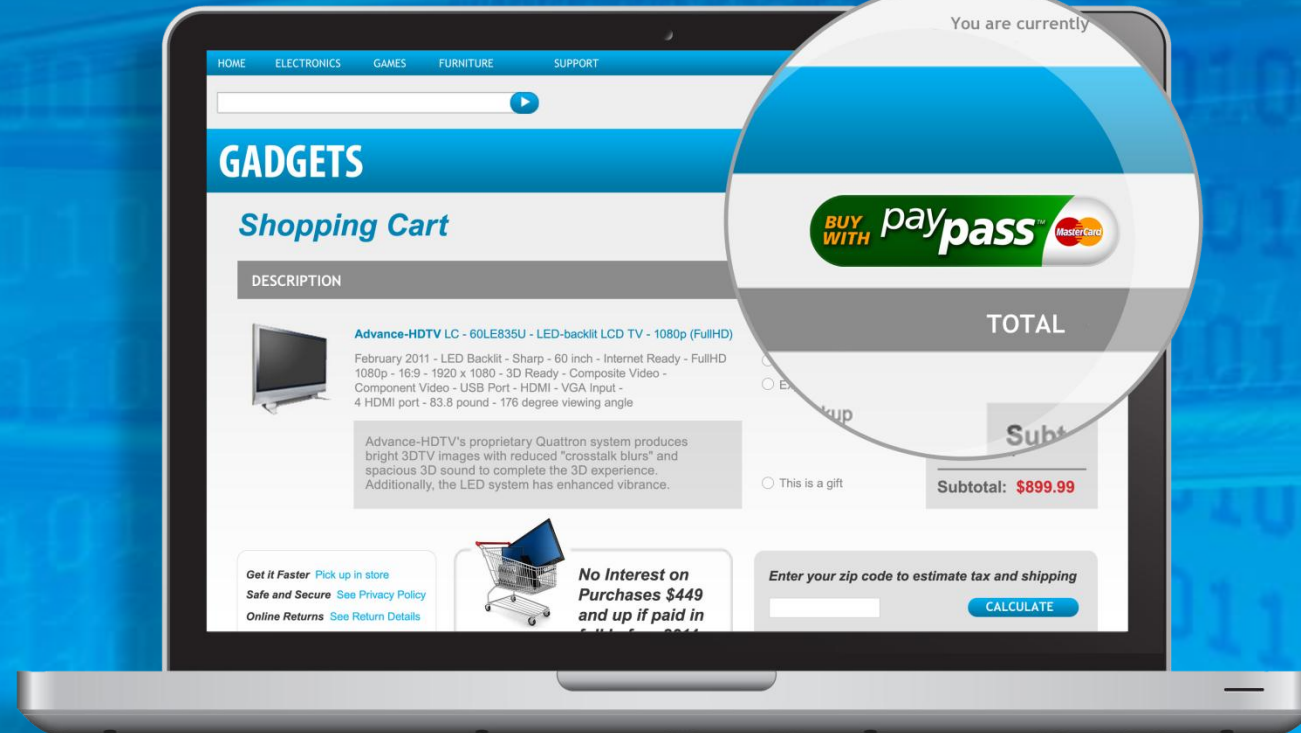 You are currently
HOME ELECTRONICS GAMES FURNITURE SUPPORT
GADGETS
Shopping Cart
BUY WITH paypass™ MasterCard
DESCRIPTION
TOTAL
Advance-HDTV LC - 60LE835U - LED-backlit LCD TV - 1080p (FullHD)
February 2011 - LED Backlit - Sharp - 60 inch - Internet Ready - FullHD
1080p - 16:9 - 1920 x 1080 - 3D Ready - Composite Video -
Component Video - USB Port - HDMI - VGA Input -
4 HDMI port - 83.8 pound - 176 degree viewing angle
Advance-HDTV's proprietary Quattron system produces
bright 3DTV images with reduced "crosstalk blurs" and
spacious 3D sound to complete the 3D experience.
Additionally, the LED system has enhanced vibrance.
This is a gift
Subtotal: $899.99
Get it Faster Pick up in store
Safe and Secure See Privacy Policy
Online Returns See Return Details
No Interest on
Purchases $449
and up if paid in
Enter your zip code to estimate tax and shipping
CALCULATE